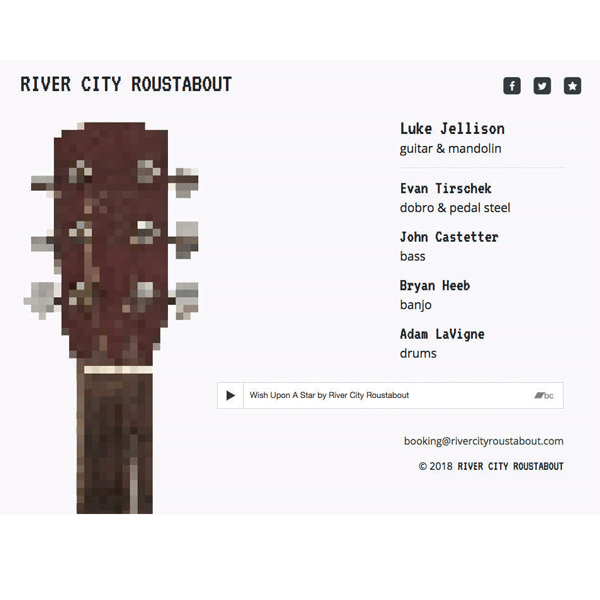 RIVER CITY ROUSTABOUT
Luke Jellison
guitar & mandolin
Evan Tirschek
dobro & pedal steel
John Castetter
bass
Bryan Heeb
banjo
Adam LaVigne
drums
Wish Upon A Star by River City Roustabout
bc
booking@rivercityroustabout.com
© 2018 RIVER CITY ROUSTABOUT